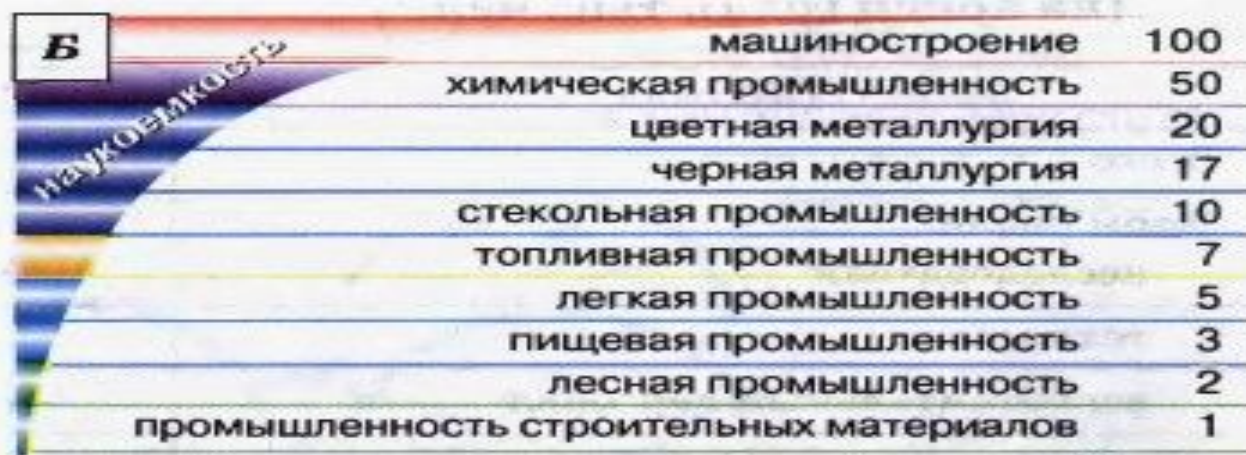 Б
наукоемкость
машиностроение 100
химическая промышленность 50
цветная металлургия 20
черная металлургия 17
стекольная промышленность 10
топливная промышленность 7
легкая промышленность 5
пищевая промышленность 3
лесная промышленность 2
промышленность строительных материалов 1